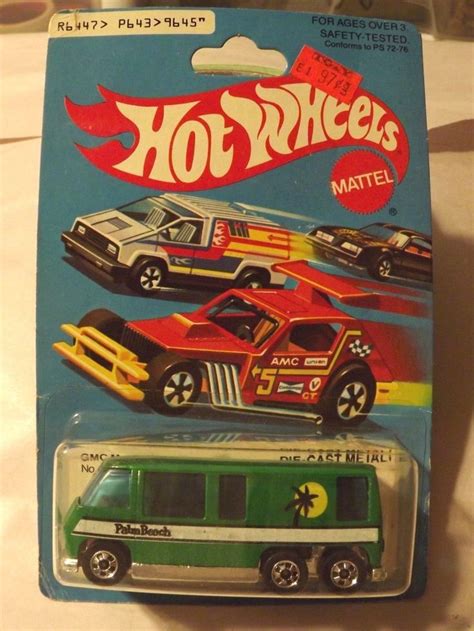 R6447> P643>9645"
FOR AGES OVER 3.
SAFETY-TESTED.
Conforms to PS 72-76
HOT WHEELS
MATTEL
®
AMC
5
GT
GMC
No.
DIE-CAST METAL!
Palm Beach